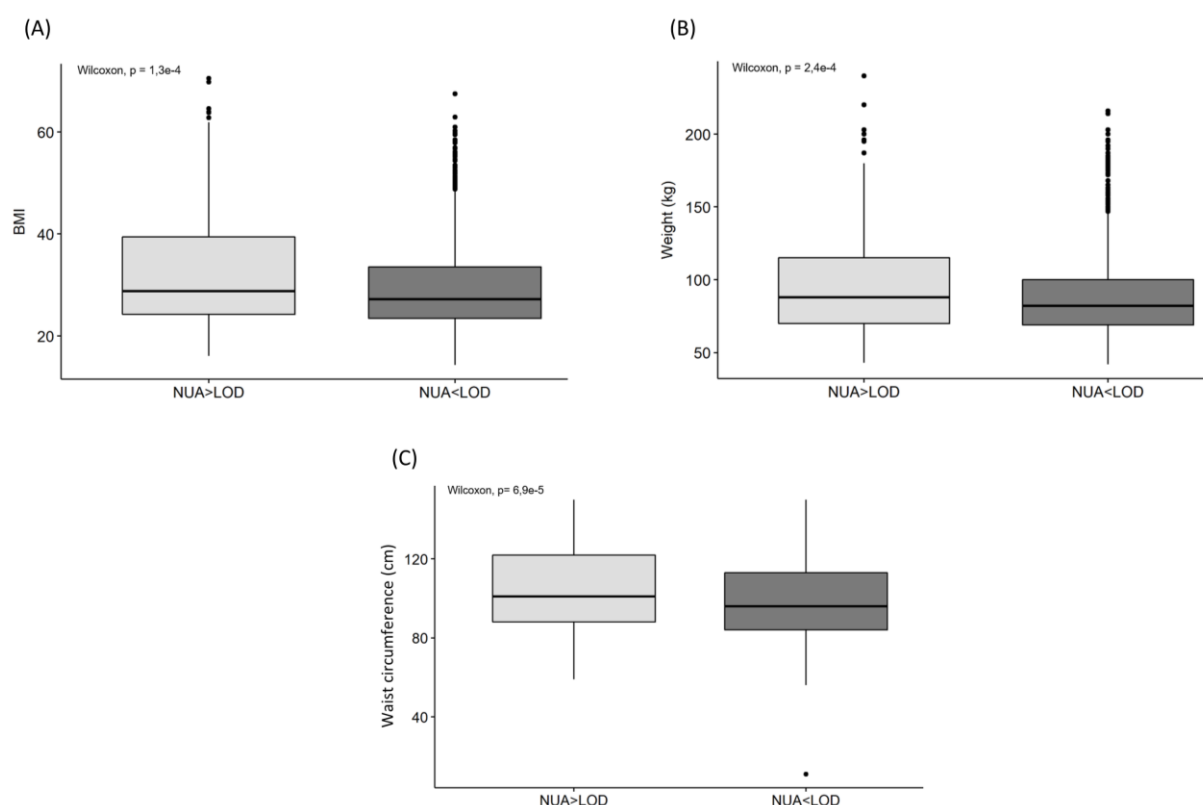 (A)
Wilcoxon, p = 1,3e-4
60
40
20
BMI
NUA>LOD
NUA<LOD
(B)
Wilcoxon, p = 2,4e-4
200
150
100
50
Weight (kg)
NUA>LOD
NUA<LOD
(C)
Wilcoxon, p= 6,9e-5
120
80
40
Waist circumference (cm)
NUA>LOD
NUA<LOD